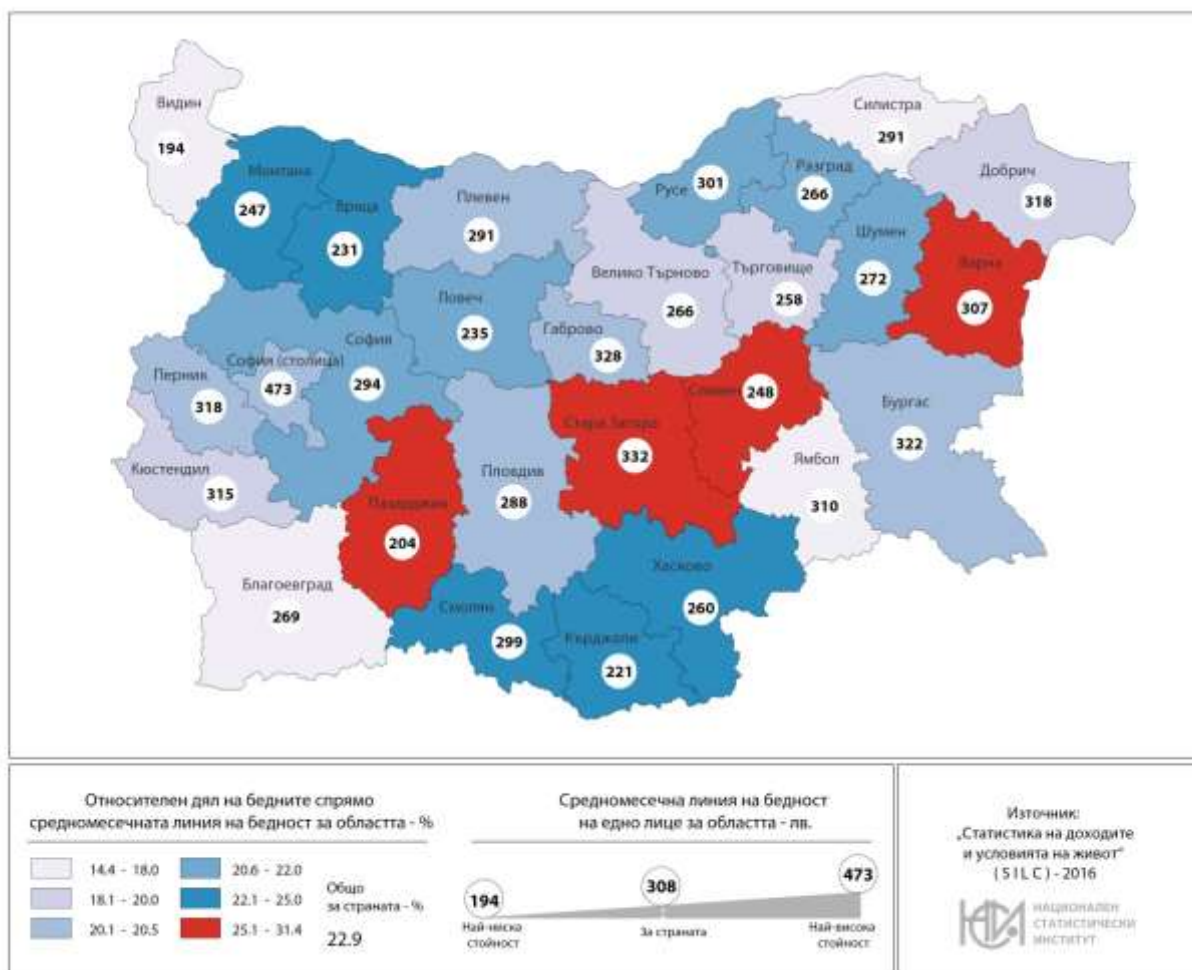 Видин
194
Монтана
247
Враца
231
Плевен
291
Русе
301
Разград
266
Силистра
291
Добрич
318
Шумен
272
Варна
307
Велико Търново
266
Търговище
258
Ловеч
235
Габрово
328
София
294
София (столица)
473
Перник
318
Кюстендил
315
Благоевград
269
Пазарджик
204
Пловдив
288
Стара Загора
332
Сливен
248
Ямбол
310
Бургас
322
Смолян
299
Кърджали
221
Хасково
260
Относителен дял на бедните спрямо
средномесечната линия на бедност за областта - %
14.4 - 18.0
18.1 - 20.0
20.1 - 20.5
20.6 - 22.0
22.1 - 25.0
25.1 - 31.4
Общо
за страната - %
22.9
Средномесечна линия на бедност
на едно лице за областта - лв.
194
308
473
Най-ниска
стойност
За страната
Най-висока
стойност
Източник:
„Статистика на доходите
и условията на живот“
( S I L C ) - 2016
НСИ
НАЦИОНАЛЕН
СТАТИСТИЧЕСКИ
ИНСТИТУТ